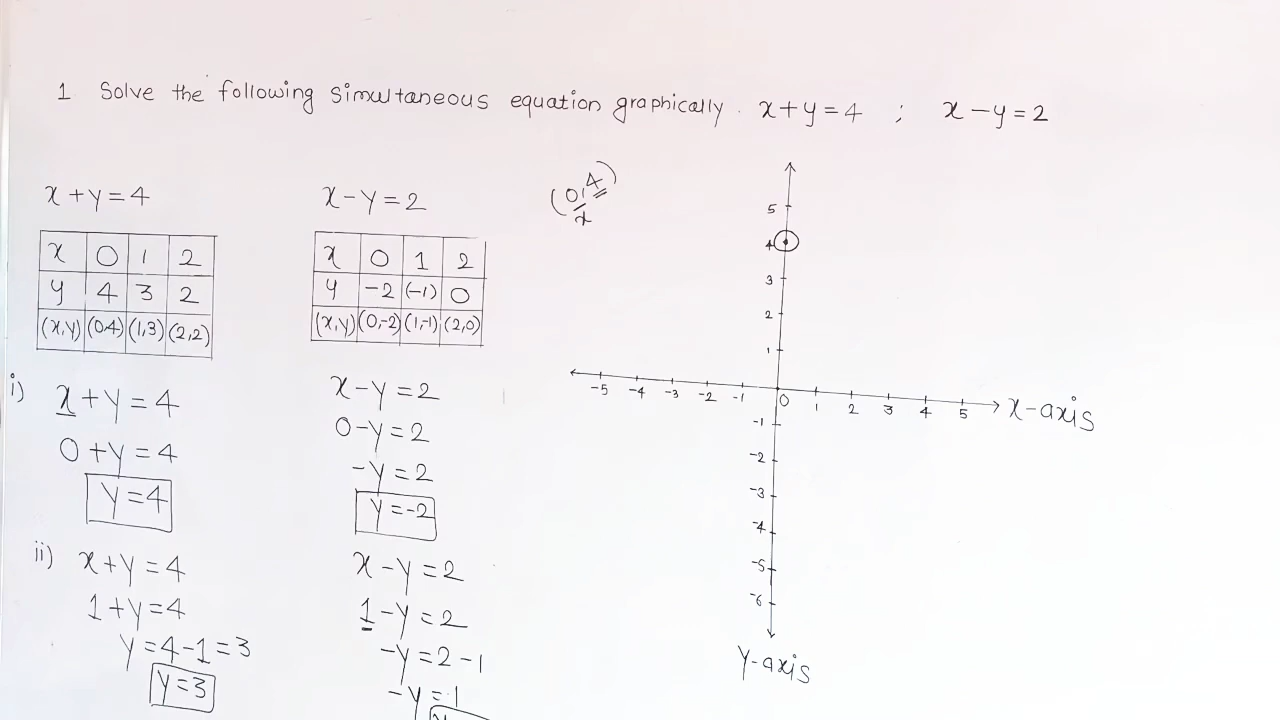 1 Solve the following simultaneous equation graphically. x+y=4 ; x-y=2
x+y=4
x 0 1 2
y 4 3 2
(x,y) (0,4) (1,3) (2,2)
i) x+y=4
0+y=4
y=4
ii) x+y=4
1+y=4
y=4-1=3
y=3
x-y=2
x 0 1 2
y -2 (-1) 0
(x,y) (0,-2) (1,-1) (2,0)
x-y=2
0-y=2
-y=2
y=-2
x-y=2
1-y=2
-y=2-1
-y=1
(0,4)
x
5
4
3
2
1
-5 -4 -3 -2 -1 0 1 2 3 4 5 x-axis
-1
-2
-3
-4
-5
-6
y-axis